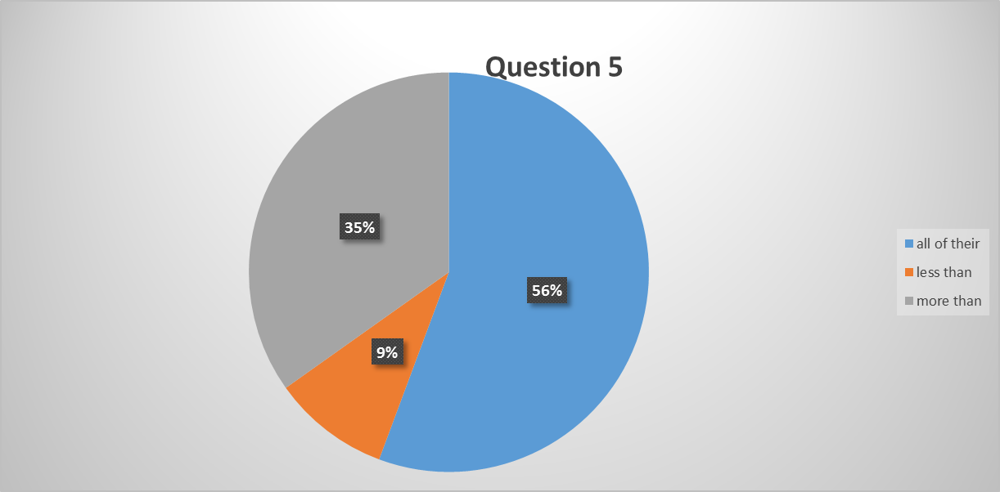 Question 5
35%
56%
9%
all of their
less than
more than